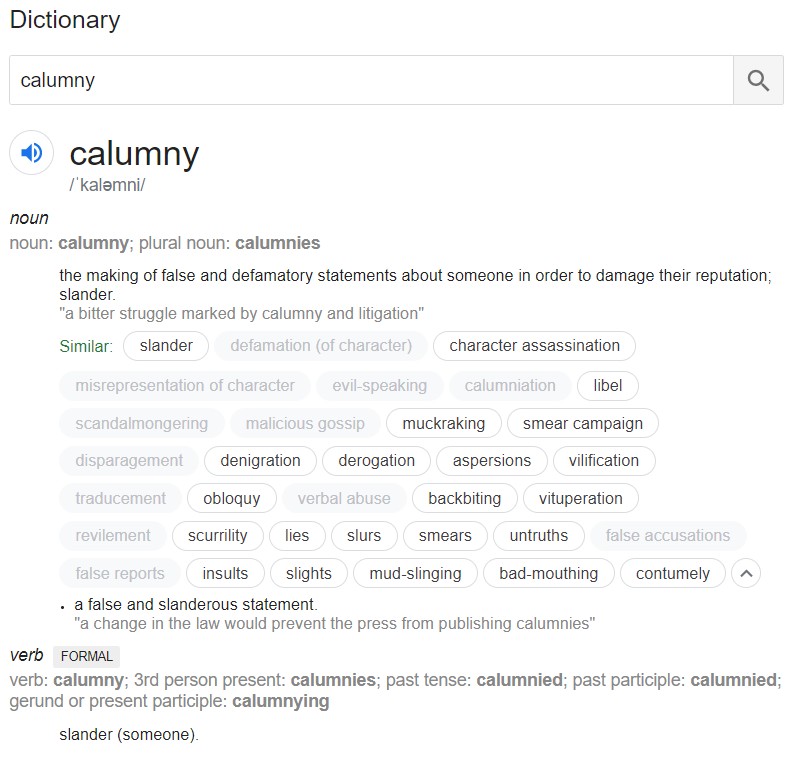 Dictionary
calumny
calumny
/ˈkaləmni/
noun
noun: calumny; plural noun: calumnies
the making of false and defamatory statements about someone in order to damage their reputation;
slander.
"a bitter struggle marked by calumny and litigation"
Similar: slander defamation (of character) character assassination
misrepresentation of character evil-speaking calumniation libel
scandalmongering malicious gossip muckraking smear campaign
disparagement denigration derogation aspersions vilification
traducement obloquy verbal abuse backbiting vituperation
revilement scurrility lies slurs smears untruths false accusations
false reports insults slights mud-slinging bad-mouthing contumely
• a false and slanderous statement.
"a change in the law would prevent the press from publishing calumnies"
verb FORMAL
verb: calumny; 3rd person present: calumnies; past tense: calumnied; past participle: calumnied;
gerund or present participle: calumnying
slander (someone).